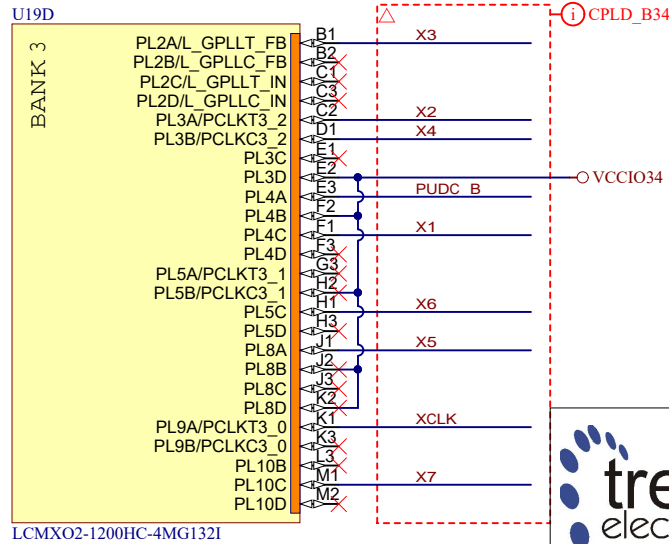 U19D
CPLD_B34
BANK 3
PL2A/L_GPLLT_FB B1 X3
PL2B/L_GPLLC_FB B2
PL2C/L_GPLLT_IN C1
PL2D/L_GPLLC_IN C3
PL3A/PCLKT3_2 C2 X2
PL3B/PCLKC3_2 D1 X4
PL3C E1
PL3D E2 VCCIO34
PL4A E3 PUDC_B
PL4B F2
PL4C F1 X1
PL4D F3
PL5A/PCLKT3_1 G3
PL5B/PCLKC3_1 H2
PL5C H1 X6
PL5D H3
PL8A J1 X5
PL8B J2
PL8C J3
PL8D K2
PL9A/PCLKT3_0 K1 XCLK
PL9B/PCLKC3_0 K3
PL10B L3
PL10C M1 X7
PL10D M2
LCMXO2-1200HC-4MG132I
tre
elec